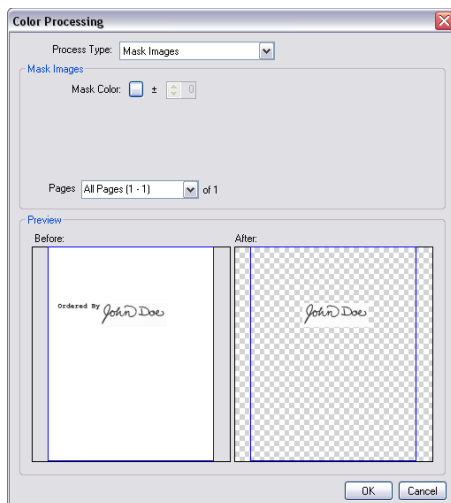 Color Processing
Process Type: Mask Images
Mask Images
Mask Color: ± 0
Pages All Pages (1 - 1) of 1
Preview
Before: After:
Ordered By John Doe John Doe
OK Cancel